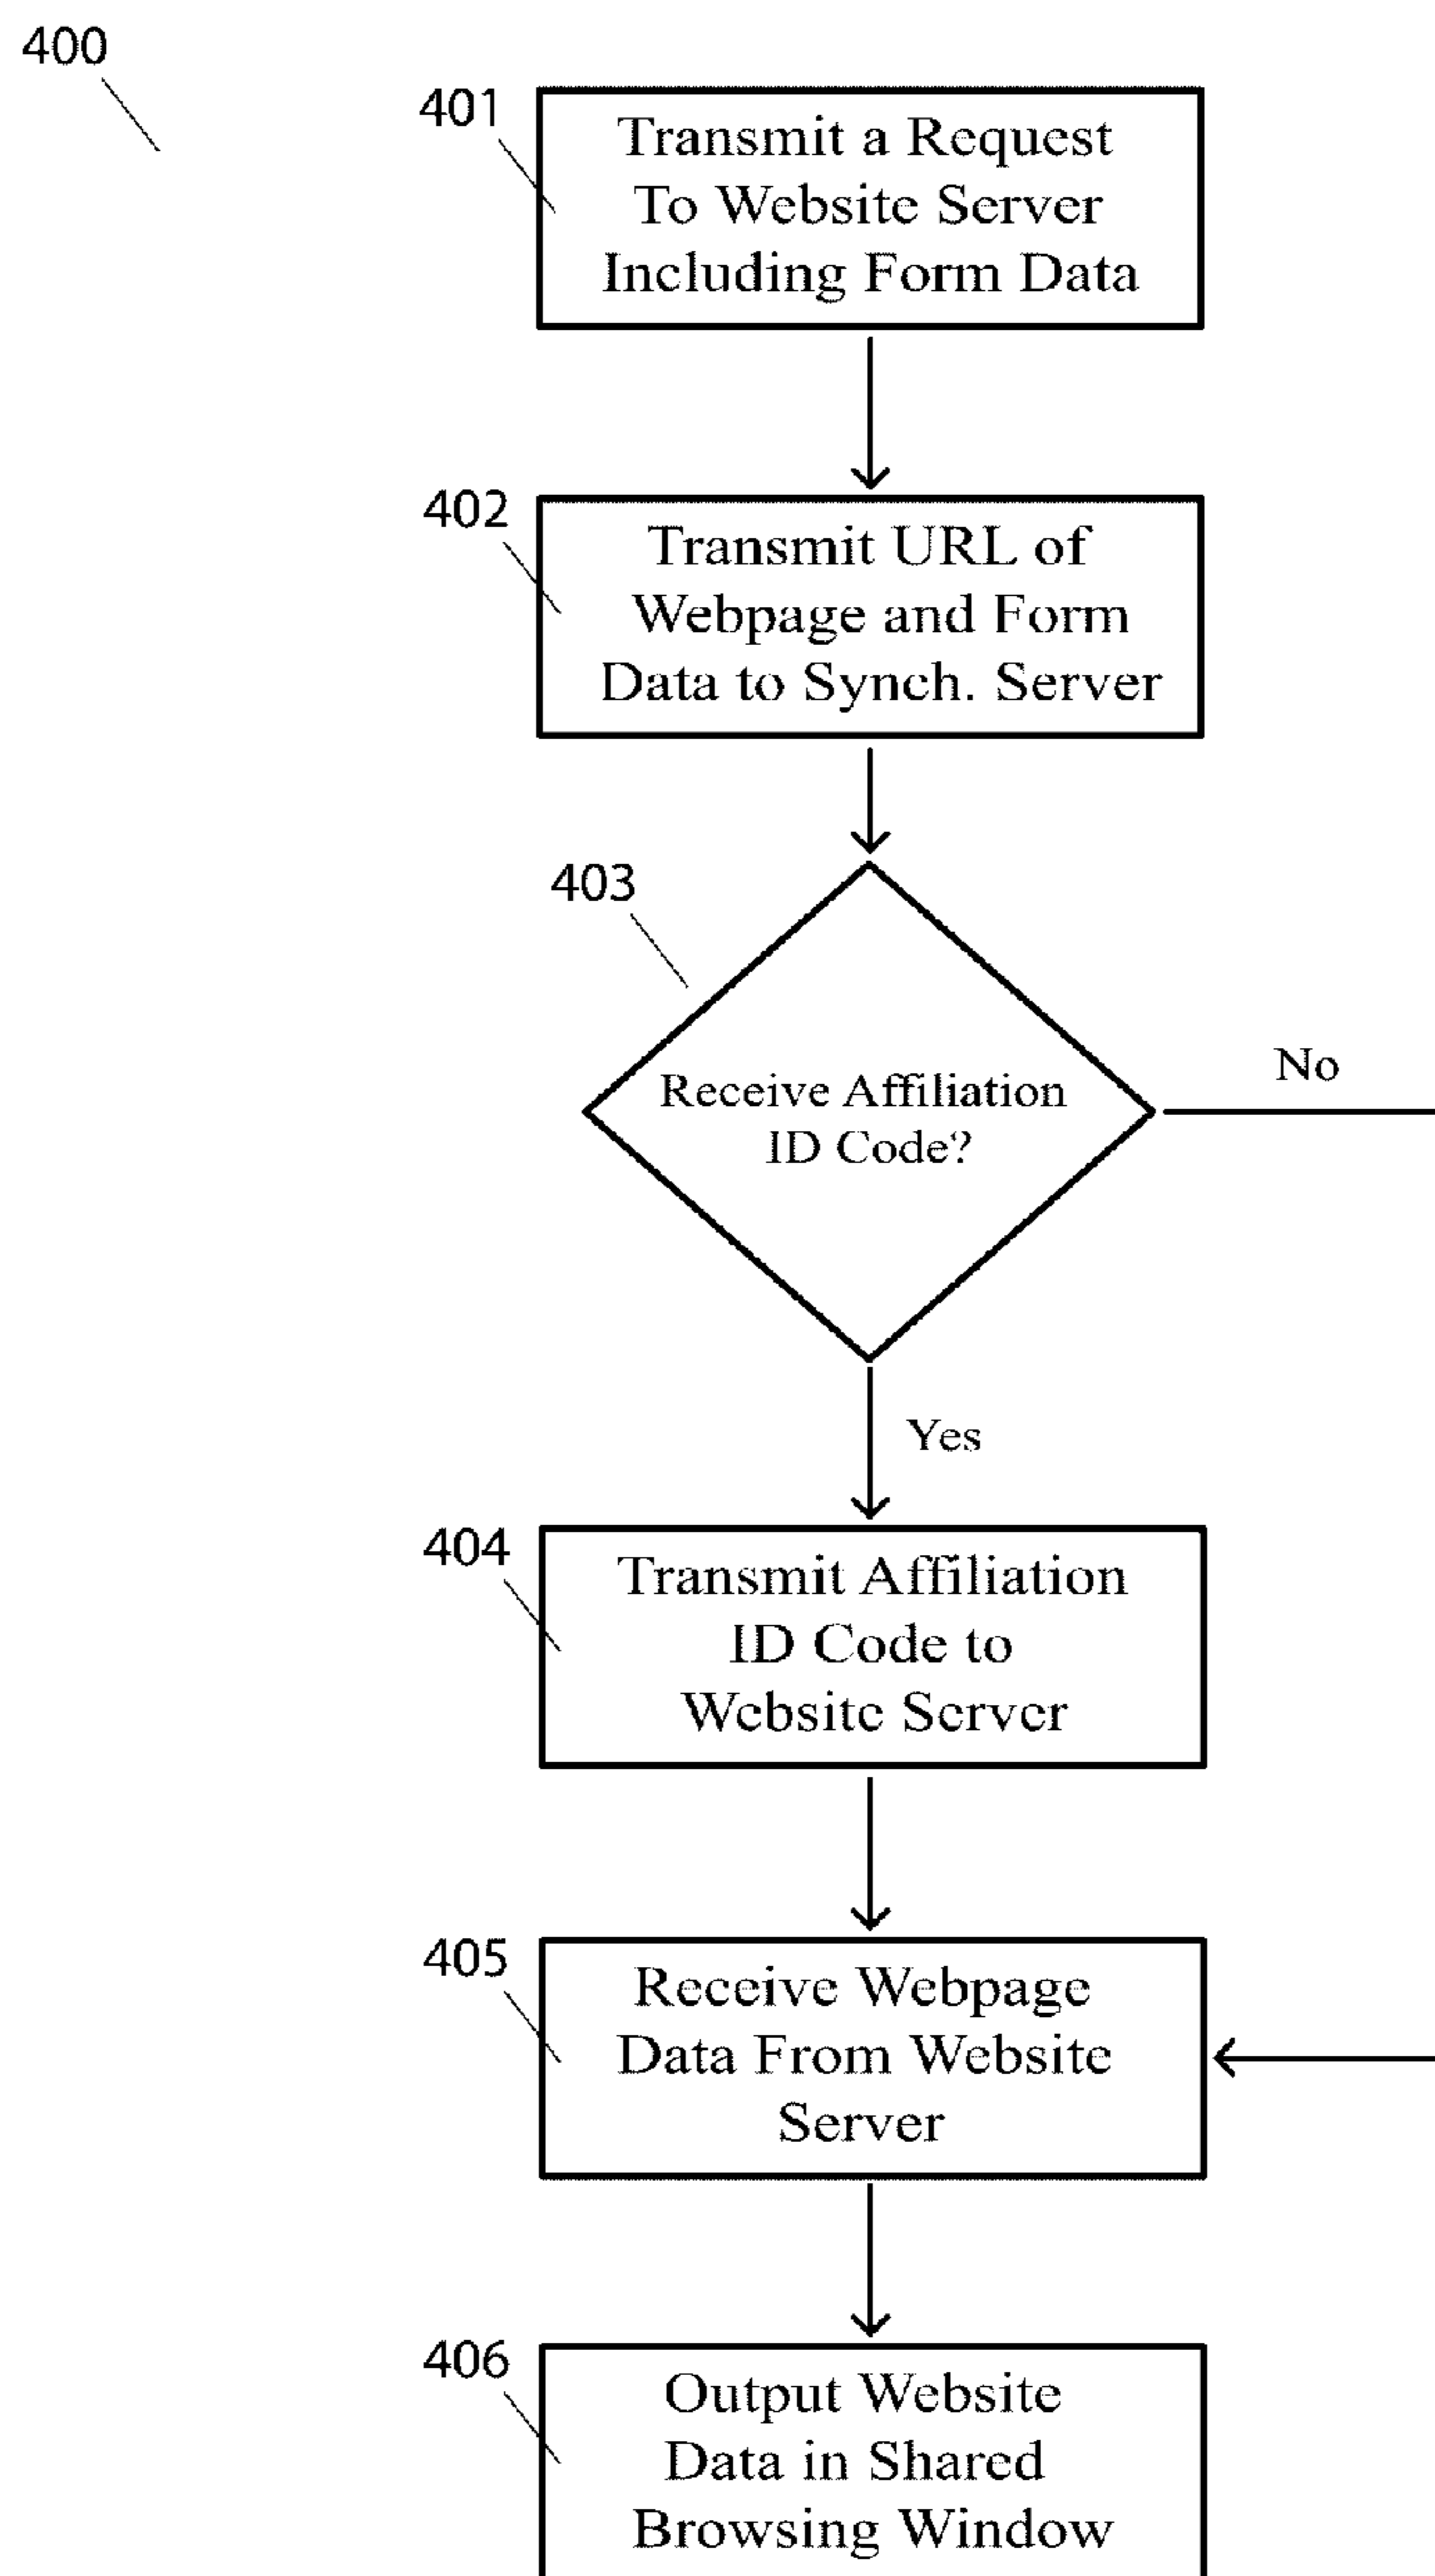 400
401
Transmit a Request
To Website Server
Including Form Data
402
Transmit URL of
Webpage and Form
Data to Synch. Server
403
Receive Affiliation
ID Code?
No
Yes
404
Transmit Affiliation
ID Code to
Website Server
405
Receive Webpage
Data From Website
Server
406
Output Website
Data in Shared
Browsing Window